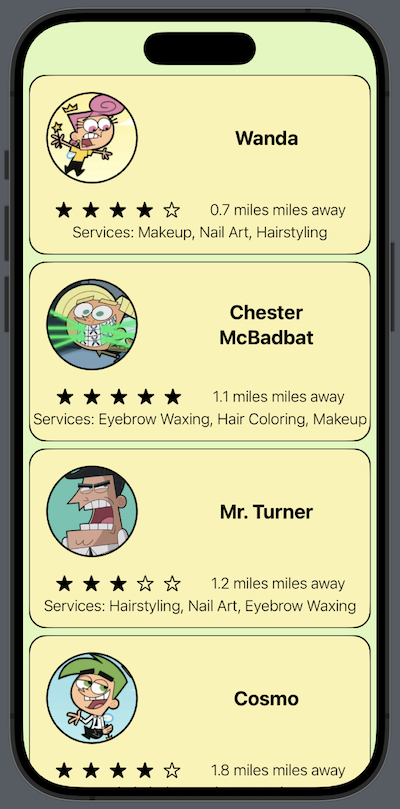 Wanda
★ ★ ★ ★ ☆ 0.7 miles miles away
Services: Makeup, Nail Art, Hairstyling
Chester
McBadbat
★ ★ ★ ★ ★ 1.1 miles miles away
Services: Eyebrow Waxing, Hair Coloring, Makeup
Mr. Turner
★ ★ ★ ☆ ☆ 1.2 miles miles away
Services: Hairstyling, Nail Art, Eyebrow Waxing
Cosmo
★ ★ ★ ★ ☆ 1.8 miles miles away